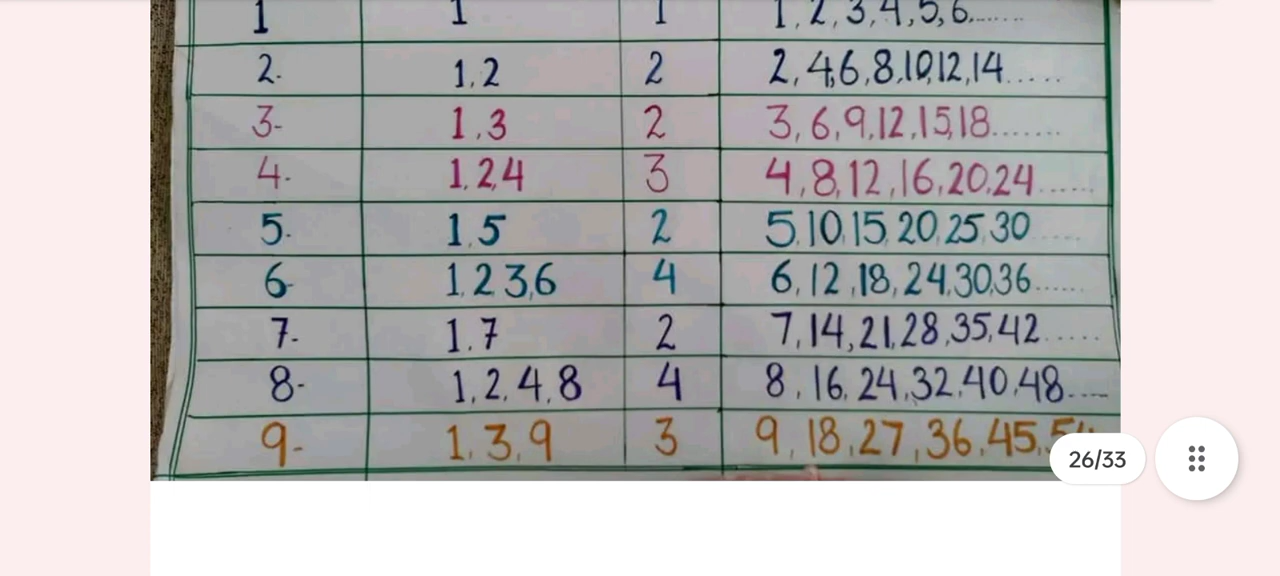 1 1 1 1, 2, 3, 4, 5, 6.......
2. 1, 2 2 2, 4, 6, 8, 10, 12, 14.....
3- 1, 3 2 3, 6, 9, 12, 15, 18.......
4. 1, 2, 4 3 4, 8, 12, 16, 20, 24......
5. 1, 5 2 5, 10, 15, 20, 25, 30.....
6- 1, 2, 3, 6 4 6, 12, 18, 24, 30, 36......
7. 1, 7 2 7, 14, 21, 28, 35, 42.....
8- 1, 2, 4, 8 4 8, 16, 24, 32, 40, 48.....
9- 1, 3, 9 3 9, 18, 27, 36, 45,
26/33